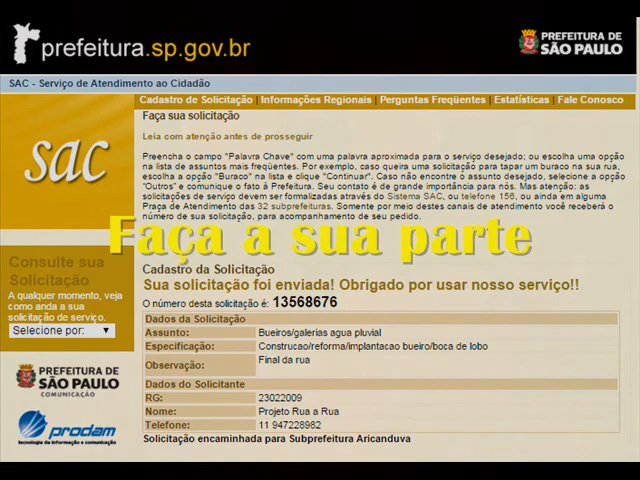 prefeitura.sp.gov.br
PREFEITURA DE
SÃO PAULO
SAC - Serviço de Atendimento ao Cidadão
Cadastro de Solicitação | Informações Regionais | Perguntas Freqüentes | Estatísticas | Fale Conosco
sac
Faça sua solicitação
Leia com atenção antes de prosseguir
Preencha o campo "Palavra Chave" com uma palavra aproximada para o serviço desejado; ou escolha uma opção
na lista de assuntos mais freqüentes. Por exemplo, caso queira uma solicitação para tapar um buraco na sua rua,
escolha a opção "Buraco" na lista e clique "Continuar". Caso não encontre o assunto desejado, selecione a opção
"Outros" e comunique o fato à Prefeitura. Seu contato é de grande importância para nós. Mas atenção: as
solicitações de serviço devem ser formalizadas através do Sistema SAC, ou telefone 156, ou ainda em alguma
Praça de Atendimento das 32 subprefeituras. Somente por meio destes canais de atendimento você receberá o
número de sua solicitação, para acompanhamento de seu pedido.
Faça a sua parte
Consulte sua
Solicitação
A qualquer momento, veja
como anda a sua
solicitação de serviço.
Selecione por:
Cadastro da Solicitação
Sua solicitação foi enviada! Obrigado por usar nosso serviço!!
O número desta solicitação é: 13568676
Dados da Solicitação
Assunto: Bueiros/galerias agua pluvial
Especificação: Construcao/reforma/implantacao bueiro/boca de lobo
Observação: Final da rua
Dados do Solicitante
RG: 23022009
Nome: Projeto Rua a Rua
Telefone: 11 947228982
Solicitação encaminhada para Subprefeitura Aricanduva
PREFEITURA DE
SÃO PAULO
COMUNICAÇÃO
prodam
tecnologia da informação e comunicação